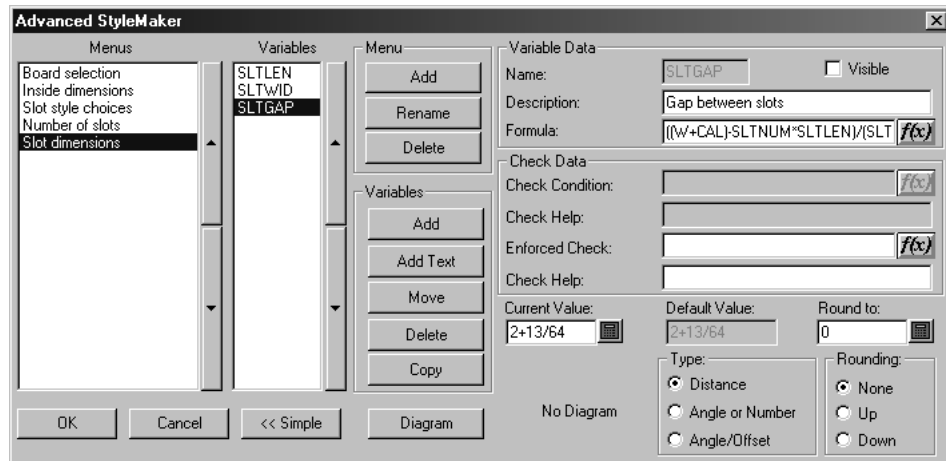 Advanced StyleMaker
Menus
Board selection
Inside dimensions
Slot style choices
Number of slots
Slot dimensions
Variables
SLTLEN
SLTWID
SLTGAP
Menu
Add
Rename
Delete
Variables
Add
Add Text
Move
Delete
Copy
Variable Data
Name: SLTGAP Visible
Description: Gap between slots
Formula: ((W+CAL)-SLTNUM*SLTLEN)/(SLT f(x)
Check Data
Check Condition: f(x)
Check Help:
Enforced Check: f(x)
Check Help:
Current Value: Default Value: Round to:
2+13/64 2+13/64 0
No Diagram
Type:
Distance
Angle or Number
Angle/Offset
Rounding:
None
Up
Down
OK Cancel << Simple Diagram